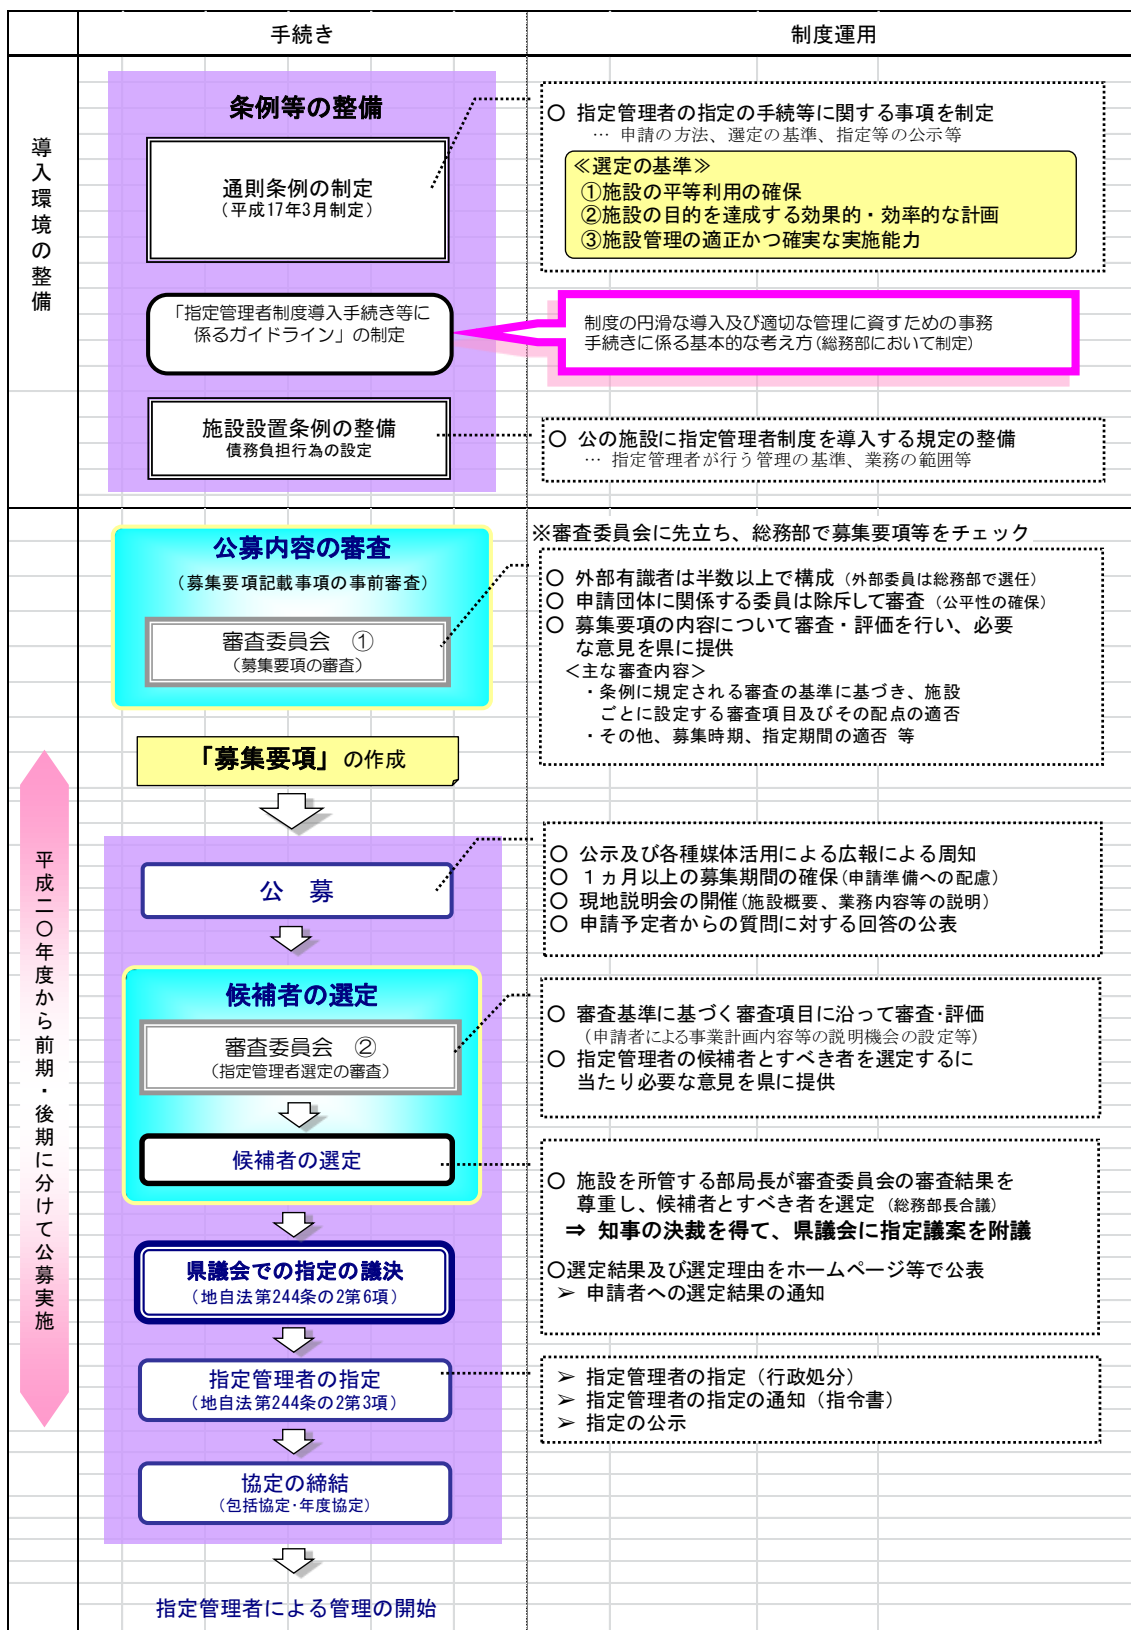 手続き
制度運用
導入環境の整備
条例等の整備
通則条例の制定
（平成17年3月制定）
○ 指定管理者の指定の手続等に関する事項を制定
… 申請の方法、選定の基準、指定等の公示等
≪選定の基準≫
①施設の平等利用の確保
②施設の目的を達成する効果的・効率的な計画
③施設管理の適正かつ確実な実施能力
「指定管理者制度導入手続き等に
係るガイドライン」の制定
制度の円滑な導入及び適切な管理に資すための事務
手続きに係る基本的な考え方（総務部において制定）
施設設置条例の整備
債務負担行為の設定
○ 公の施設に指定管理者制度を導入する規定の整備
… 指定管理者が行う管理の基準、業務の範囲等
公募内容の審査
（募集要項記載事項の事前審査）
審査委員会 ①
（募集要項の審査）
※審査委員会に先立ち、総務部で募集要項等をチェック
○ 外部有識者は半数以上で構成（外部委員は総務部で選任）
○ 申請団体に関係する委員は除斥して審査（公平性の確保）
○ 募集要項の内容について審査・評価を行い、必要
な意見を県に提供
＜主な審査内容＞
・条例に規定される審査の基準に基づき、施設
ごとに設定する審査項目及びその配点の適否
・その他、募集時期、指定期間の適否 等
「募集要項」の作成
平成二〇年度から前期・後期に分けて公募実施
公 募
○ 公示及び各種媒体活用による広報による周知
○ １ヵ月以上の募集期間の確保（申請準備への配慮）
○ 現地説明会の開催（施設概要、業務内容等の説明）
○ 申請予定者からの質問に対する回答の公表
候補者の選定
審査委員会 ②
（指定管理者選定の審査）
○ 審査基準に基づく審査項目に沿って審査･評価
（申請者による事業計画内容等の説明機会の設定等）
○ 指定管理者の候補者とすべき者を選定するに
当たり必要な意見を県に提供
候補者の選定
○ 施設を所管する部局長が審査委員会の審査結果を
尊重し、候補者とすべき者を選定（総務部長合議）
⇒ 知事の決裁を得て、県議会に指定議案を附議
○選定結果及び選定理由をホームページ等で公表
➢ 申請者への選定結果の通知
県議会での指定の議決
（地自法第244条の2第6項）
指定管理者の指定
（地自法第244条の2第3項）
➢ 指定管理者の指定（行政処分）
➢ 指定管理者の指定の通知（指令書）
➢ 指定の公示
協定の締結
（包括協定･年度協定）
指定管理者による管理の開始